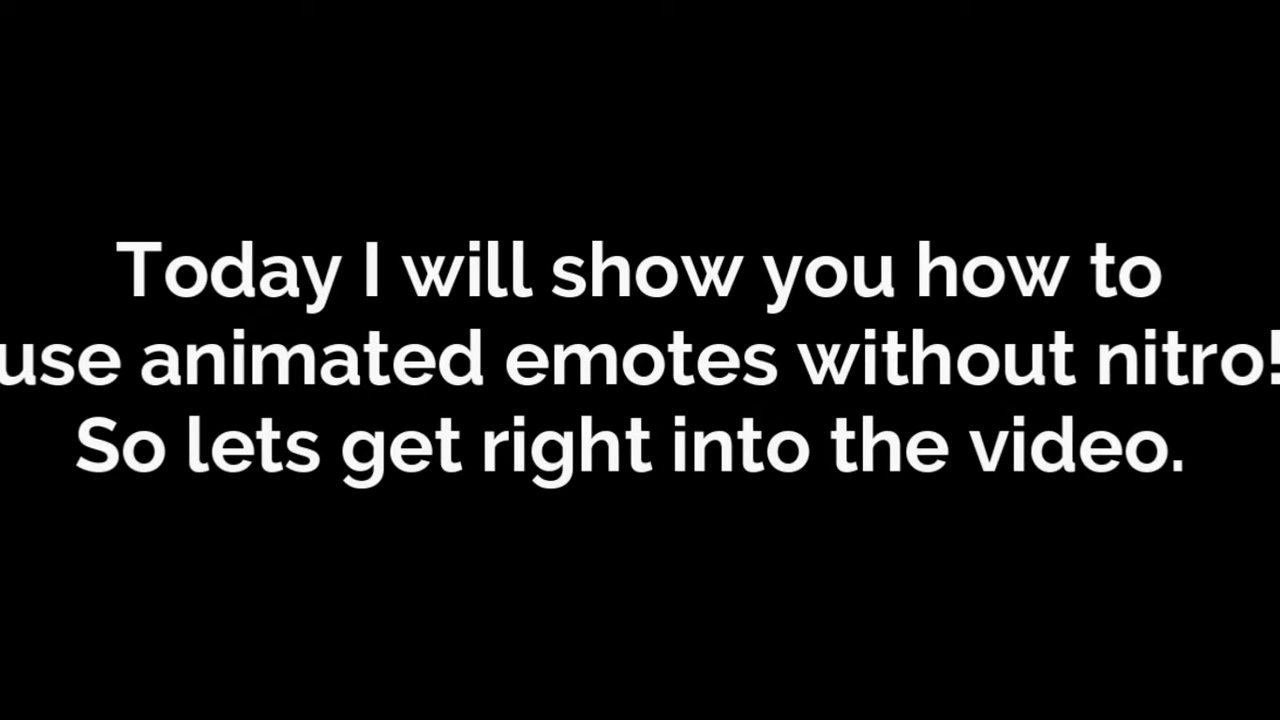 Today I will show you how to
use animated emotes without nitro!
So lets get right into the video.